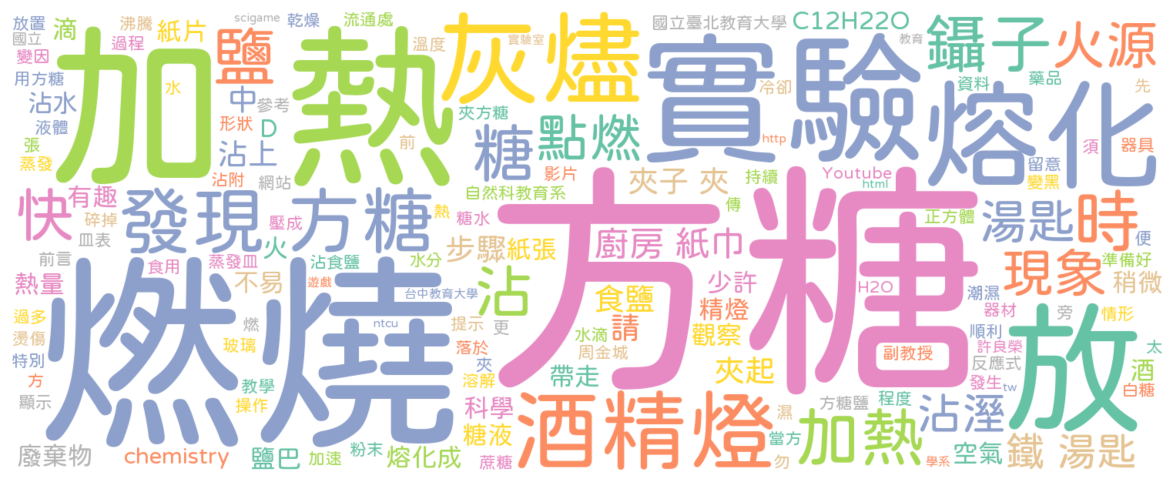 放置 沸騰 滴 紙片 scigame 乾燥 流通處 溫度 實驗室 國立臺北教育大學 C12H22O 鑷子 火源
國立 過程 加熱 鹽 灰燼 實驗 教育
變因 用方糖 水 沾水 中 參考 夾方糖 冷卻 資料 藥品 先
液體 形狀 D 糖 點燃 熔化 須 器具
張 蒸發 沾上 前 http 留意 變黑
沾附 網站 影片 夾子 夾 持續 Youtube html
快 有趣 發現 方糖 自然科教育系 傳 正方體 湯匙 時
碎掉 壓成 熱 糖水 方糖 便
皿表 火 步驟 紙張 廚房 紙巾
前言 蒸發皿 沾食鹽 水分 現象 準備好
熱量 食用 不易 沾 少許 H2O 稍微
燃燒 遊戲 台中教育大學 食鹽 精燈 潮濕 放
過多 燃 ntcu 提示 更 請 觀察 器材 旁 情形
燙傷 玻璃 水滴 周金城 順利 太
特別 落於 夾起 副教授 許良榮
方 教學 夾 帶走 反應式 酒
顯示 操作 溶解 發生 tw 白糖
科學 酒精燈 濕 方糖鹽 程度 沾溼
糖液 加熱
廢棄物 chemistry 鹽巴 加速 粉末 熔化成 蔗糖 當方 勿 學系 空氣 鐵 湯匙